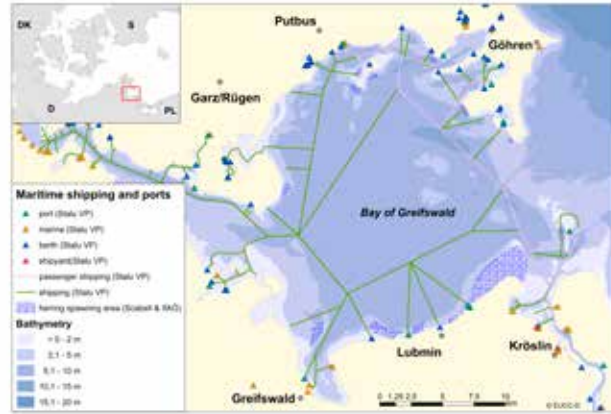 DK
S
D
PL
Putbus
Göhren
Garz/Rügen
Bay of Greifswald
Maritime shipping and ports
port (Stalu VP)
marina (Stalu VP)
berth (Stalu VP)
shipyard(Stalu VP)
passenger shipping (Stalu VP)
shipping (Stalu VP)
herring spawning area (Scabell &
Bathymetry
0 - 2 m
2,1 - 5 m
5,1 - 10 m
10,1 - 15 m
15,1 - 20 m
Lubmin
Kröslin
Greifswald
0 1,25 2,5 5 7,5 10
© EUCC-D